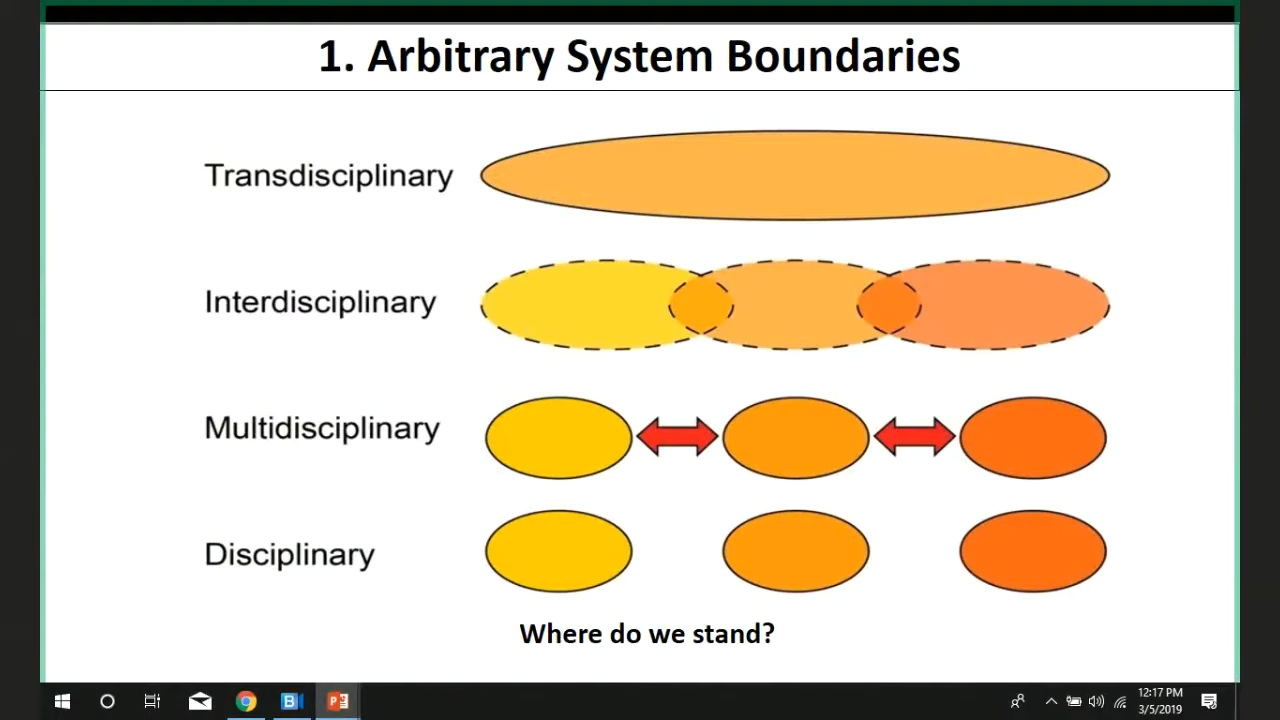 1. Arbitrary System Boundaries
Transdisciplinary
Interdisciplinary
Multidisciplinary
Disciplinary
Where do we stand?
12:17 PM
3/5/2019